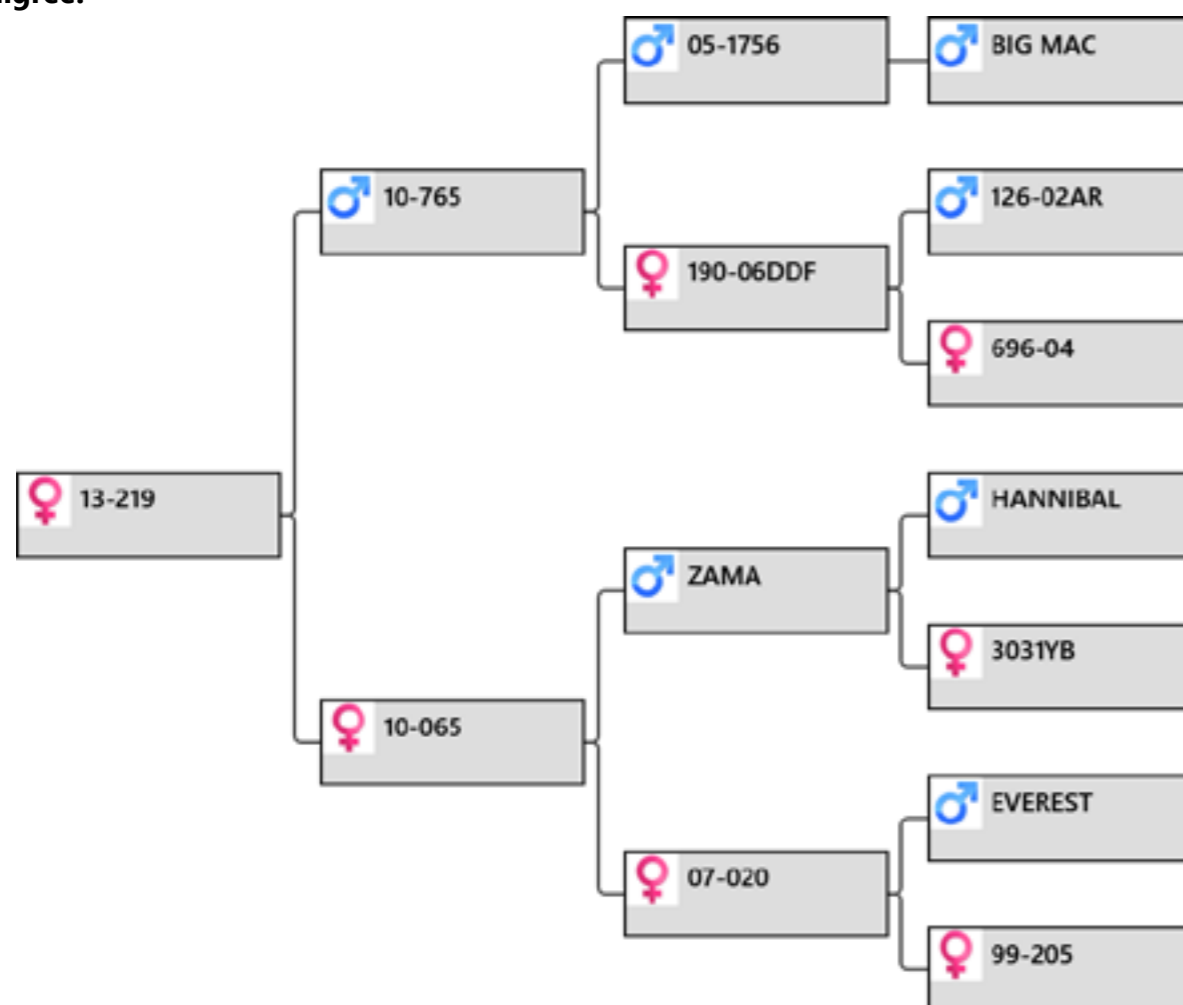 05-1756
BIG MAC
10-765
126-02AR
190-06DDF
696-04
13-219
HANNIBAL
ZAMA
3031YB
10-065
EVEREST
07-020
99-205